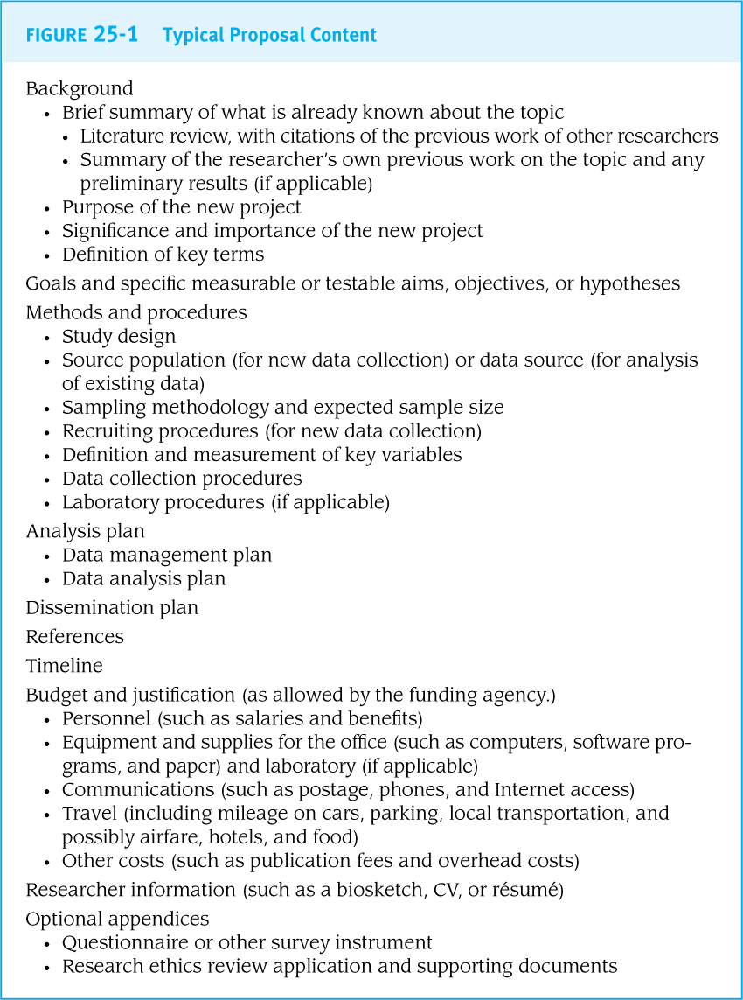 FIGURE 25-1 Typical Proposal Content
Background
• Brief summary of what is already known about the topic
• Literature review, with citations of the previous work of other researchers
• Summary of the researcher’s own previous work on the topic and any
preliminary results (if applicable)
• Purpose of the new project
• Significance and importance of the new project
• Definition of key terms
Goals and specific measurable or testable aims, objectives, or hypotheses
Methods and procedures
• Study design
• Source population (for new data collection) or data source (for analysis
of existing data)
• Sampling methodology and expected sample size
• Recruiting procedures (for new data collection)
• Definition and measurement of key variables
• Data collection procedures
• Laboratory procedures (if applicable)
Analysis plan
• Data management plan
• Data analysis plan
Dissemination plan
References
Timeline
Budget and justification (as allowed by the funding agency.)
• Personnel (such as salaries and benefits)
• Equipment and supplies for the office (such as computers, software pro-
grams, and paper) and laboratory (if applicable)
• Communications (such as postage, phones, and Internet access)
• Travel (including mileage on cars, parking, local transportation, and
possibly airfare, hotels, and food)
• Other costs (such as publication fees and overhead costs)
Researcher information (such as a biosketch, CV, or résumé)
Optional appendices
• Questionnaire or other survey instrument
• Research ethics review application and supporting documents